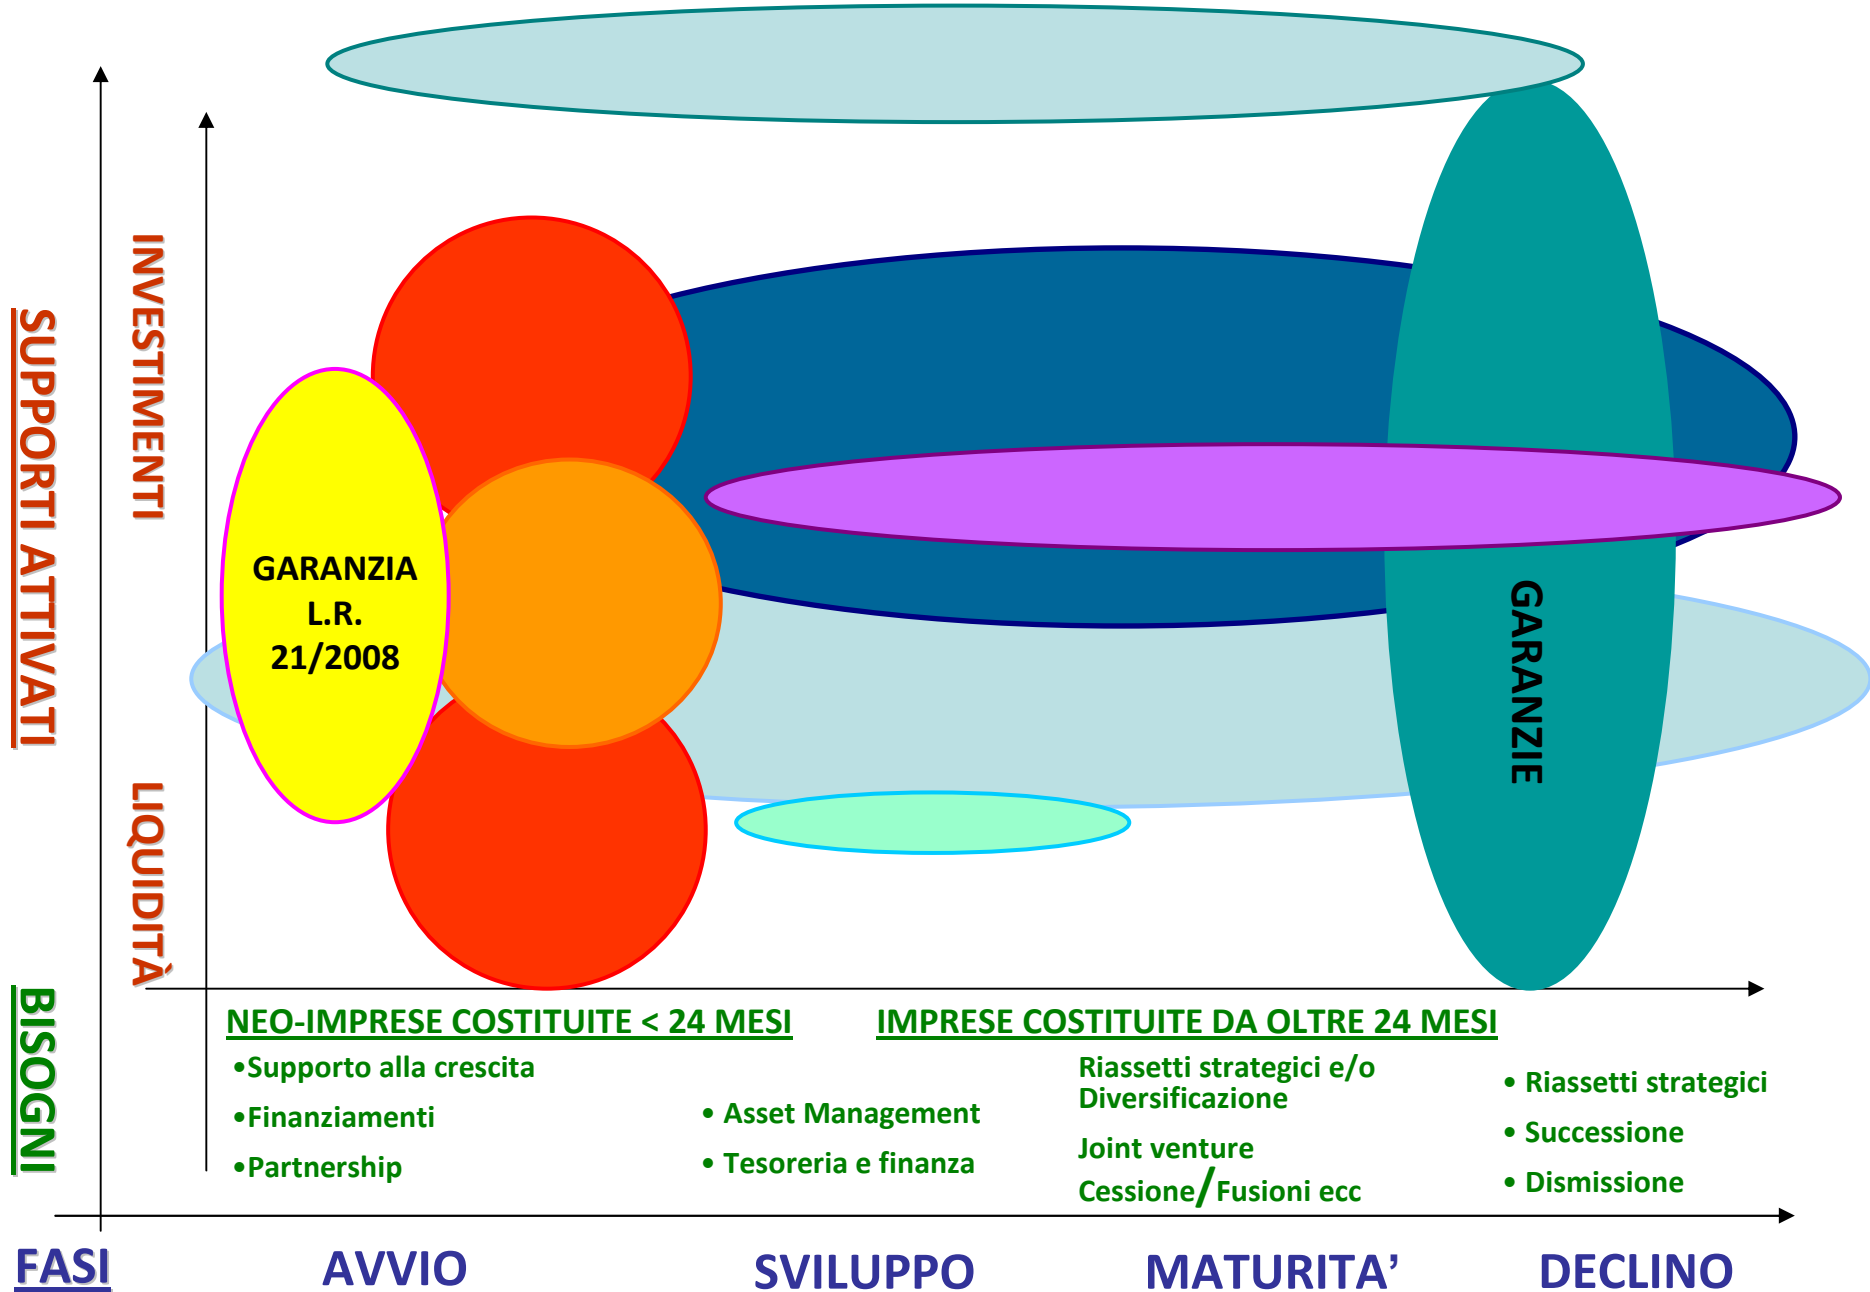 SUPPORTI ATTIVATI
INVESTIMENTI
LIQUIDITÀ
GARANZIA
L.R.
21/2008
GARANZIE
BISOGNI
NEO-IMPRESE COSTITUITE < 24 MESI
•Supporto alla crescita
•Finanziamenti
•Partnership
• Asset Management
• Tesoreria e finanza
IMPRESE COSTITUITE DA OLTRE 24 MESI
Riassetti strategici e/o
Diversificazione
Joint venture
Cessione/Fusioni ecc
• Riassetti strategici
• Successione
• Dismissione
FASI
AVVIO
SVILUPPO
MATURITA’
DECLINO